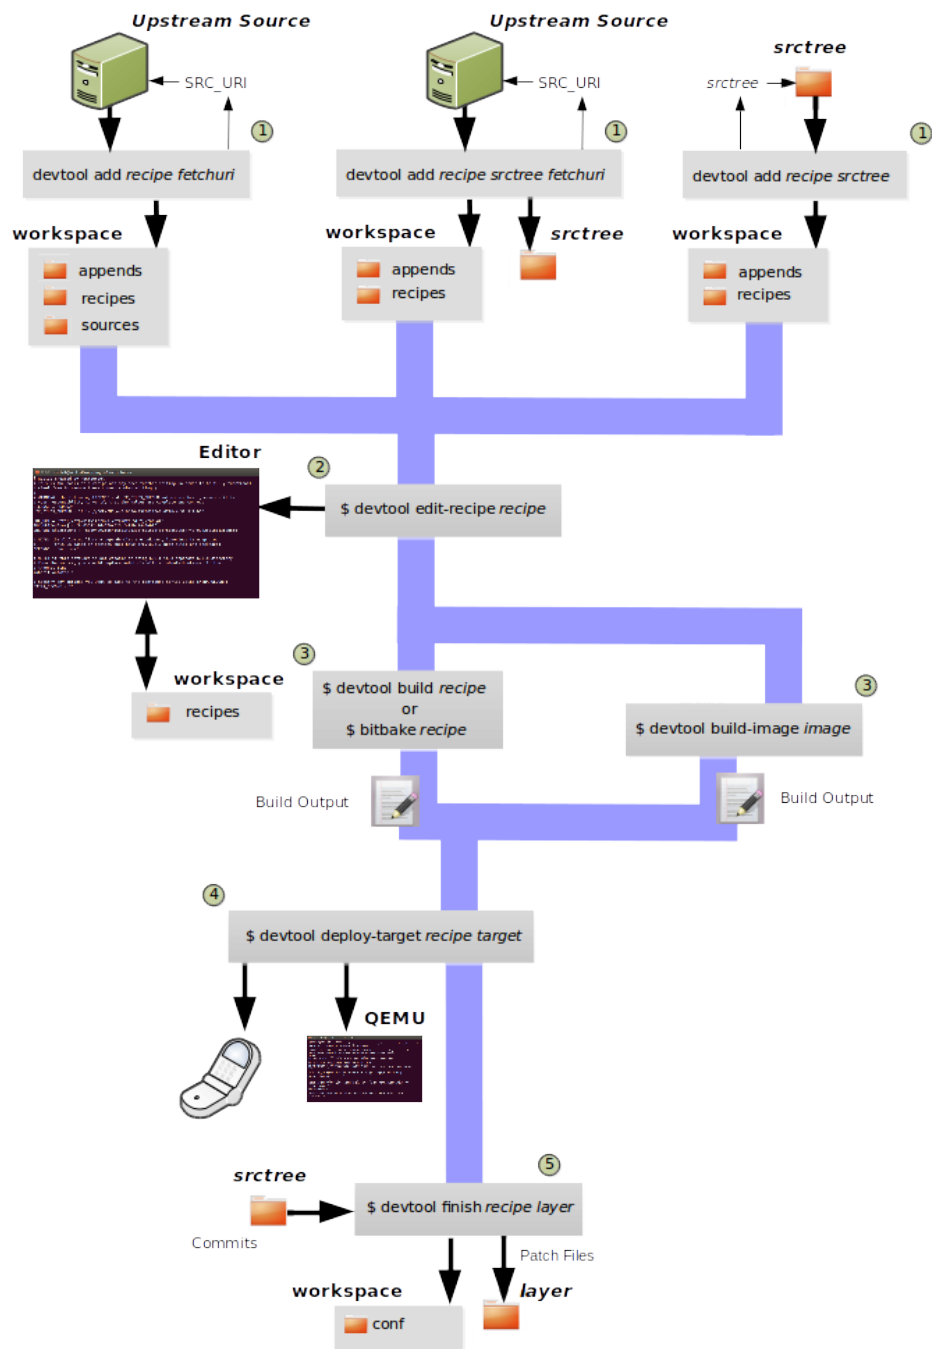 Upstream Source
Upstream Source
srctree
SRC_URI
SRC_URI
srctree
1
1
1
devtool add recipe fetchuri
devtool add recipe srctree fetchuri
devtool add recipe srctree
workspace
workspace
srctree
workspace
appends
recipes
sources
appends
recipes
appends
recipes
Editor
2
$ devtool edit-recipe recipe
3
workspace
recipes
$ devtool build recipe
or
$ bitbake recipe
3
$ devtool build-image image
Build Output
Build Output
4
$ devtool deploy-target recipe target
QEMU
5
srctree
$ devtool finish recipe layer
Commits
Patch Files
workspace
layer
conf